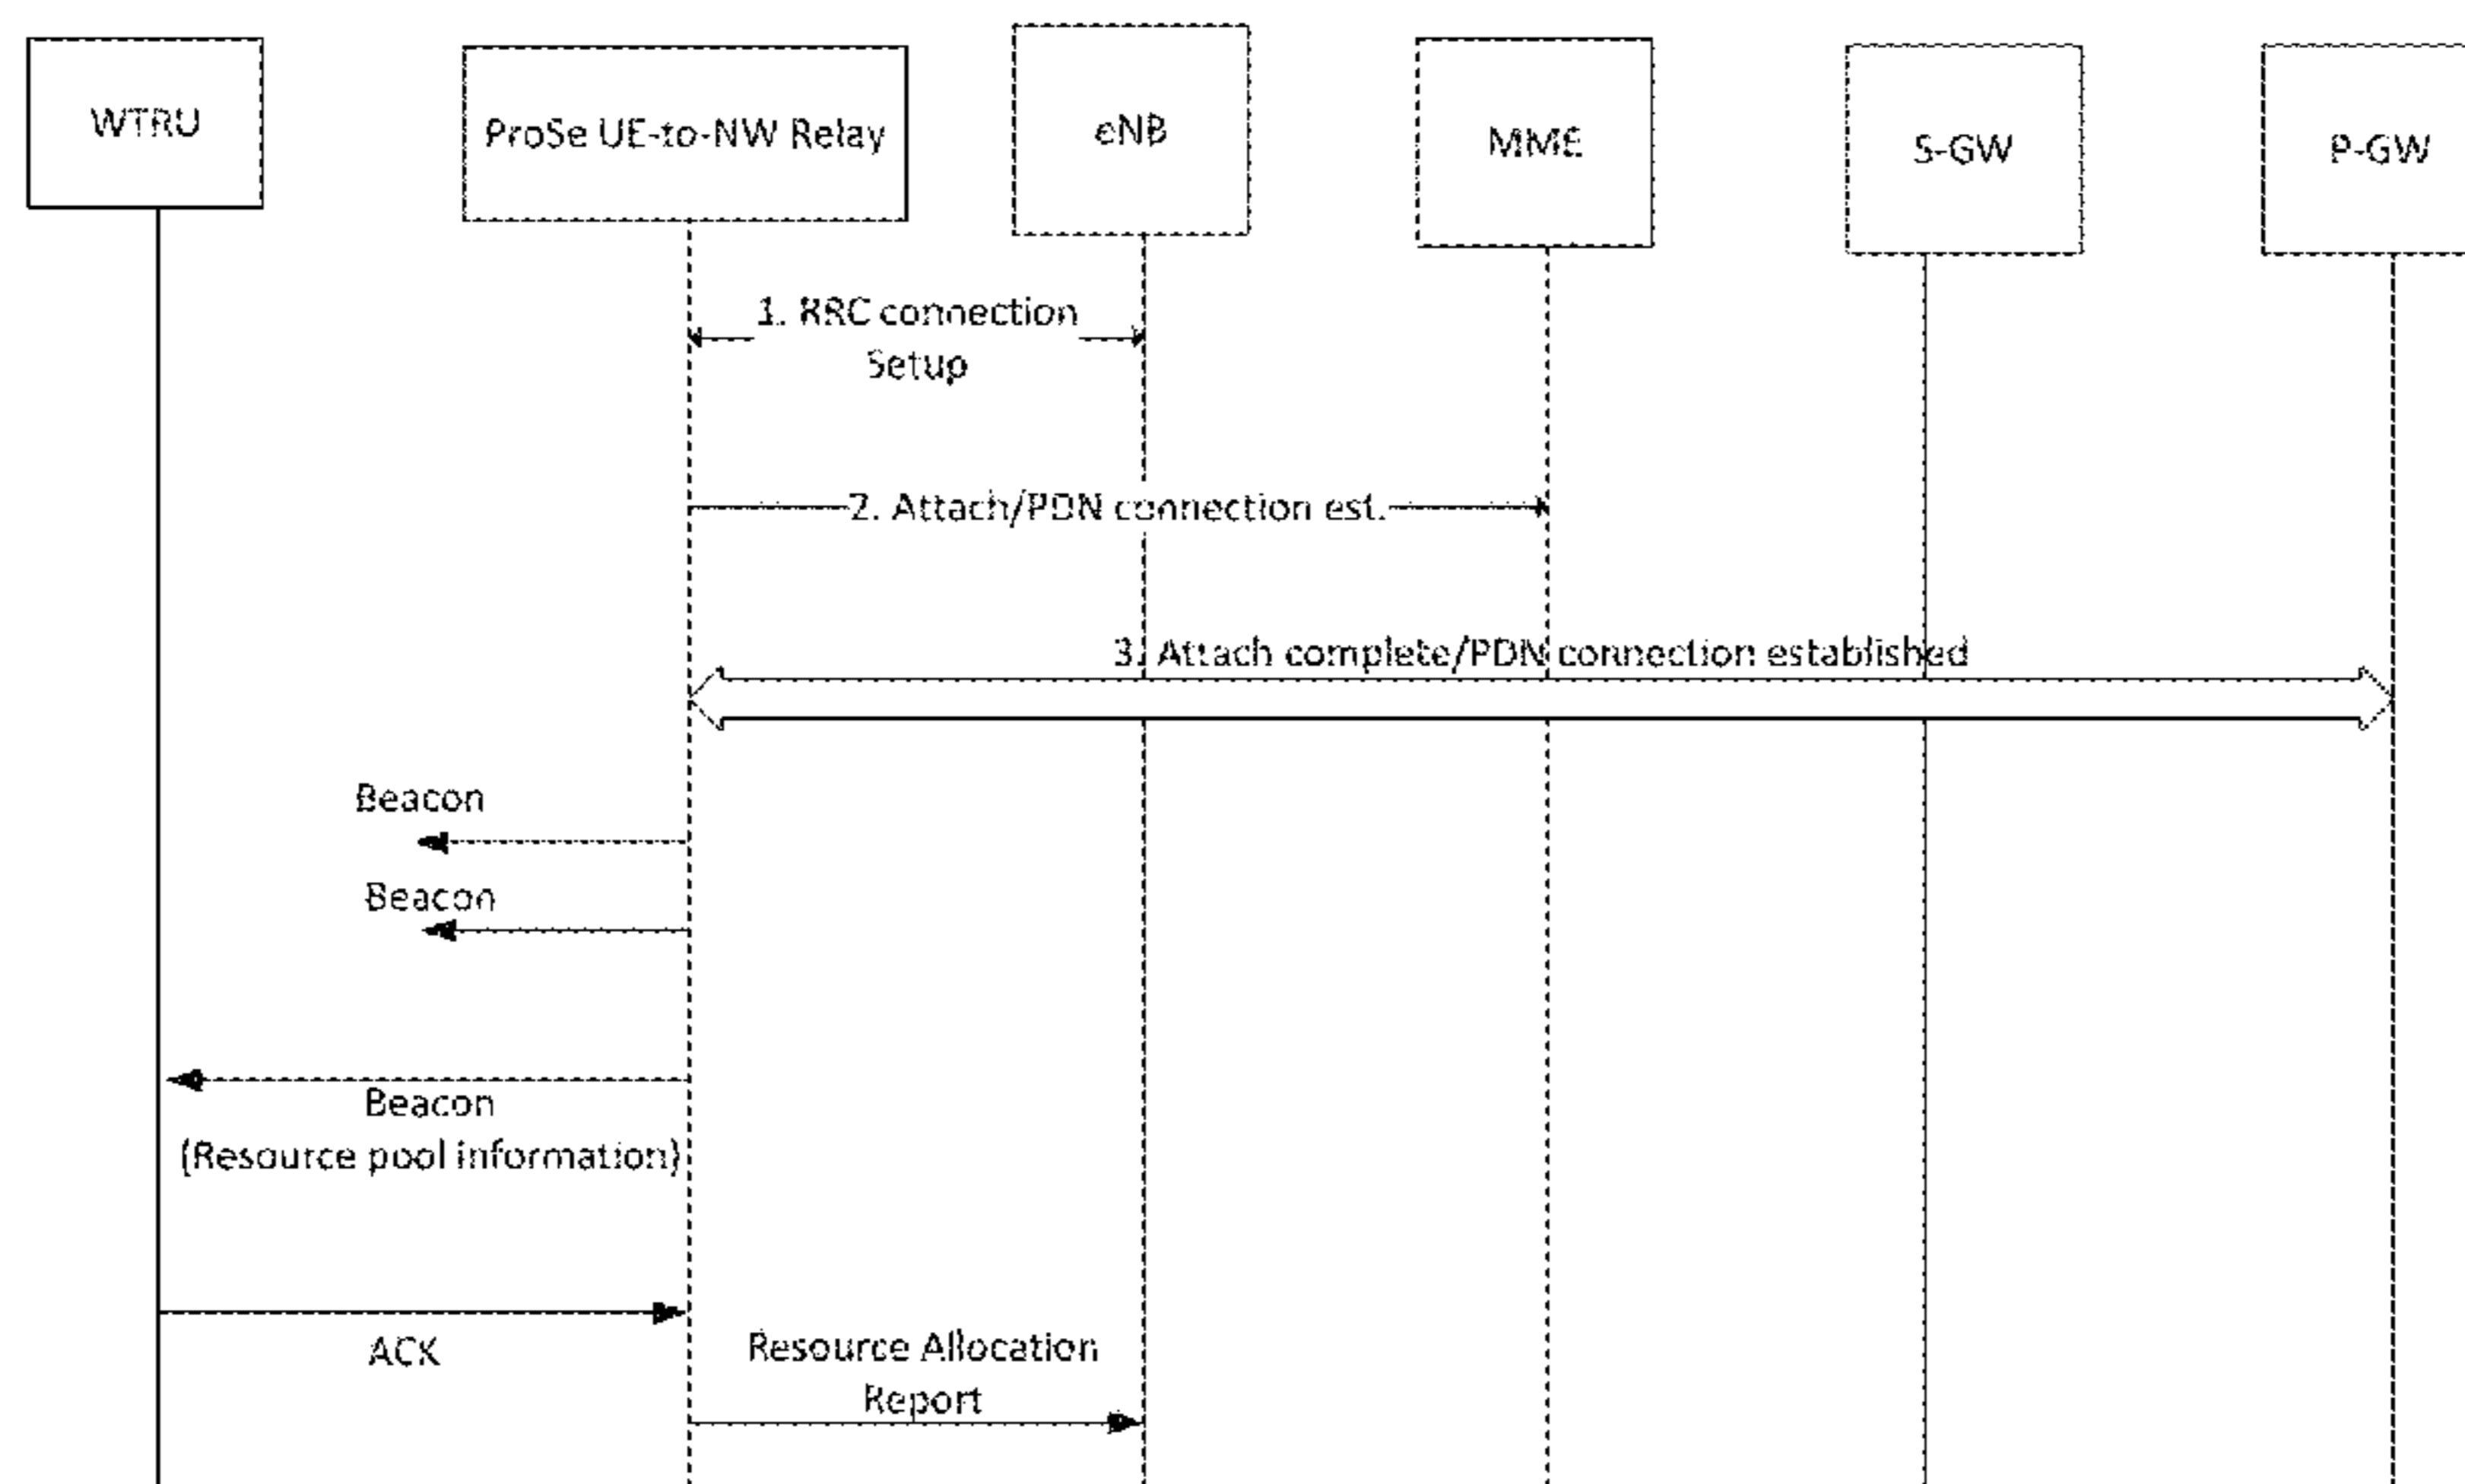 WTRU
ProSe UE-to-NW Relay
eNB
MME
S-GW
P-GW
1. RRC connection
Setup
2. Attach/PDN connection est.
3. Attach complete/PDN connection established
Beacon
Beacon
Beacon
(Resource pool information)
ACK
Resource Allocation
Report